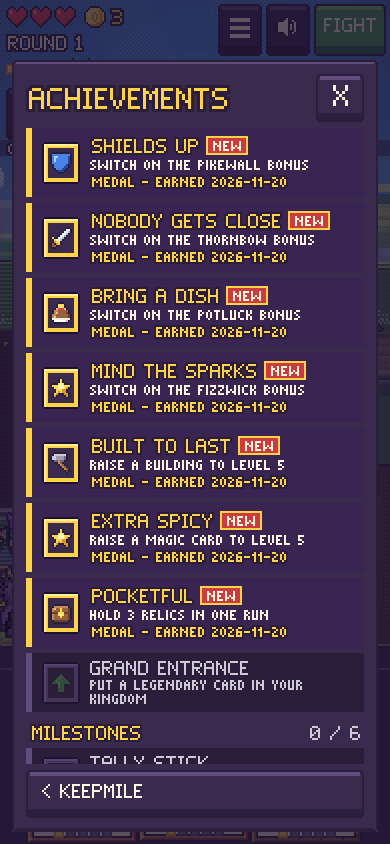 3
ROUND 1
FIGHT
ACHIEVEMENTS
X
SHIELDS UP NEW
SWITCH ON THE PIKEWALL BONUS
MEDAL - EARNED 2026-11-20
NOBODY GETS CLOSE NEW
SWITCH ON THE THORNBOW BONUS
MEDAL - EARNED 2026-11-20
BRING A DISH NEW
SWITCH ON THE POTLUCK BONUS
MEDAL - EARNED 2026-11-20
MIND THE SPARKS NEW
SWITCH ON THE FIZZWICK BONUS
MEDAL - EARNED 2026-11-20
BUILT TO LAST NEW
RAISE A BUILDING TO LEVEL 5
MEDAL - EARNED 2026-11-20
EXTRA SPICY NEW
RAISE A MAGIC CARD TO LEVEL 5
MEDAL - EARNED 2026-11-20
POCKETFUL NEW
HOLD 3 RELICS IN ONE RUN
MEDAL - EARNED 2026-11-20
GRAND ENTRANCE
PUT A LEGENDARY CARD IN YOUR
KINGDOM
MILESTONES 0 / 6
TALLY STICK
< KEEPMILE